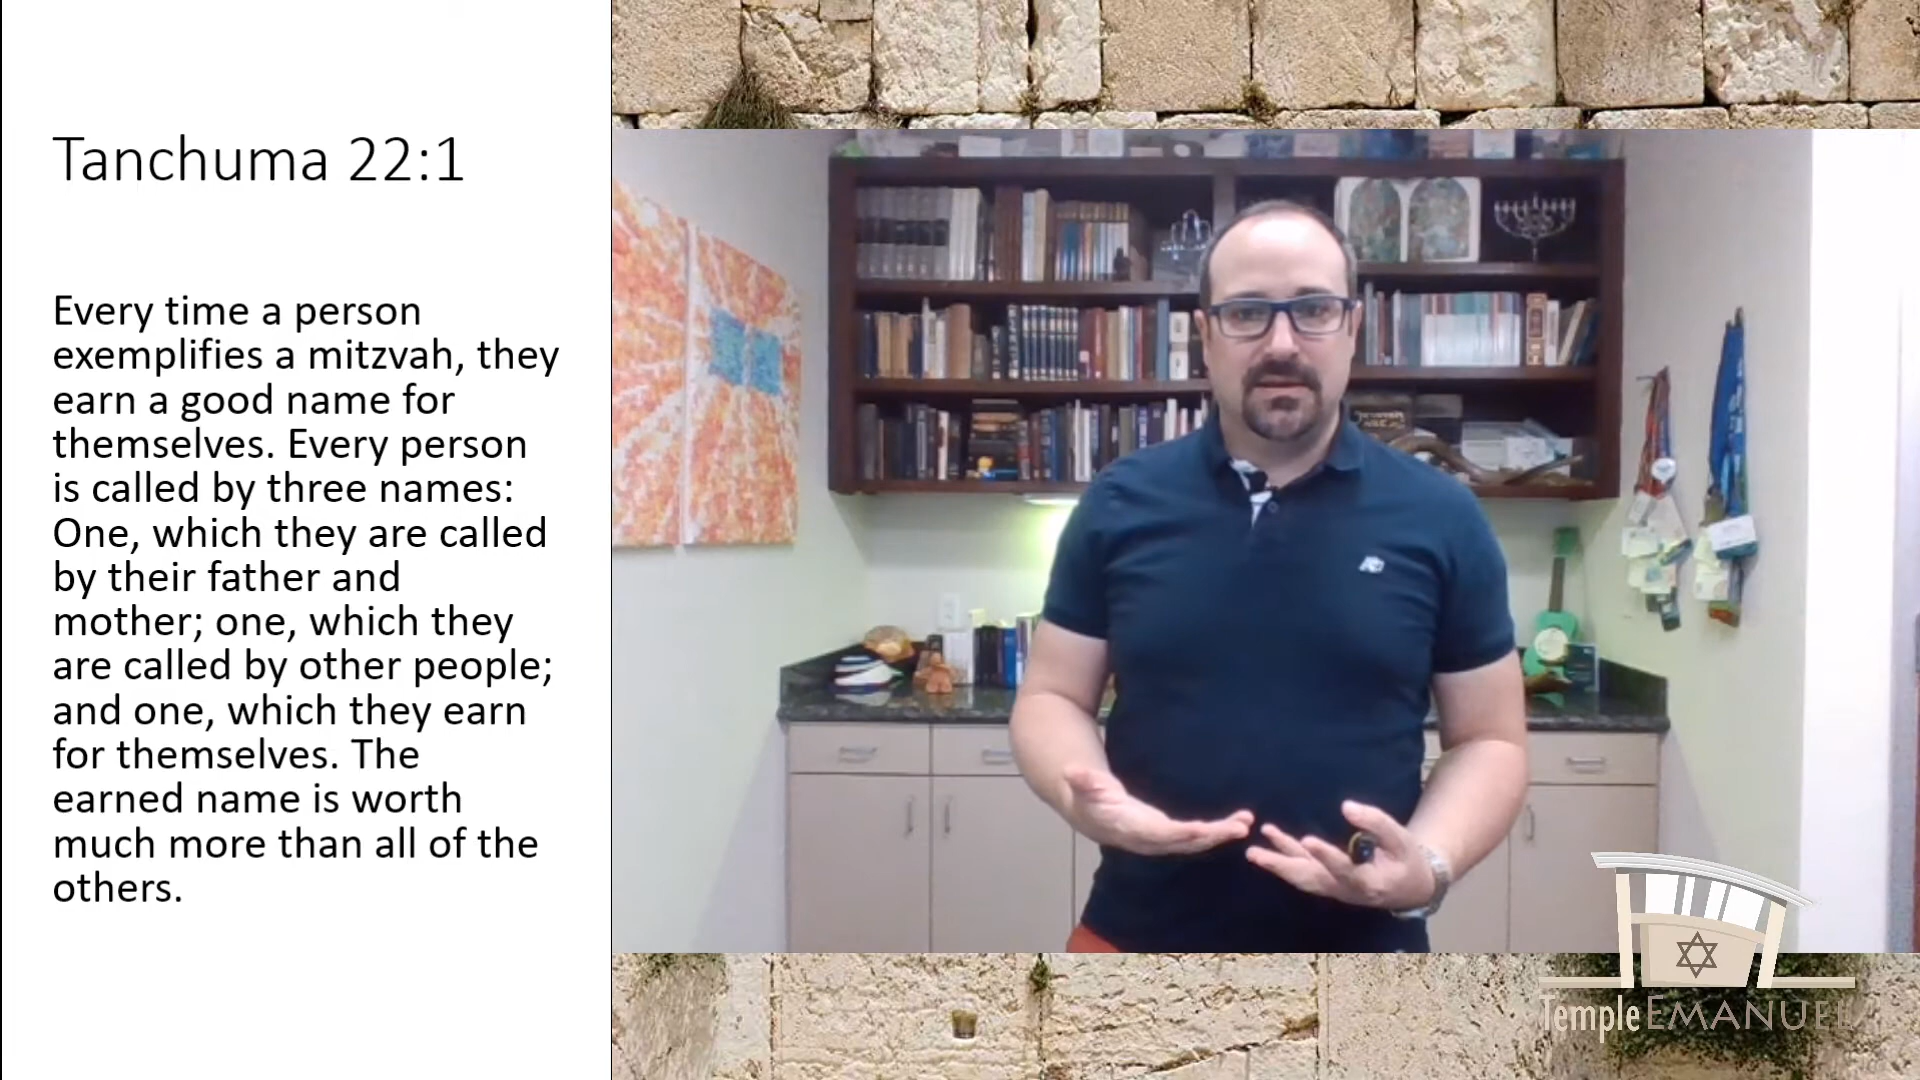 Tanchuma 22:1
Every time a person
exemplifies a mitzvah, they
earn a good name for
themselves. Every person
is called by three names:
One, which they are called
by their father and
mother; one, which they
are called by other people;
and one, which they earn
for themselves. The
earned name is worth
much more than all of the
others.
Temple EMANUEL